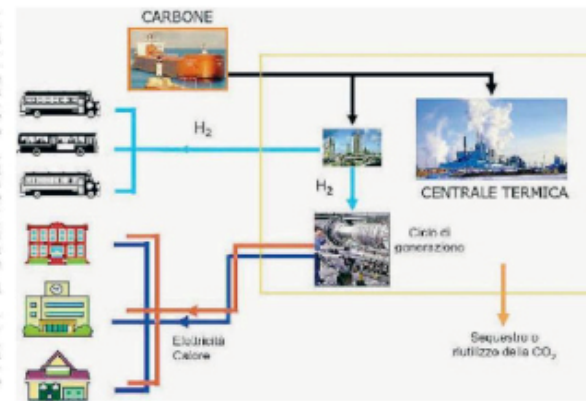 CARBONE
H₂
H₂
CENTRALE TERMICA
Ciclo di
generazione
Elettricità
Calore
Sequestro o
riutilizzo della CO₂